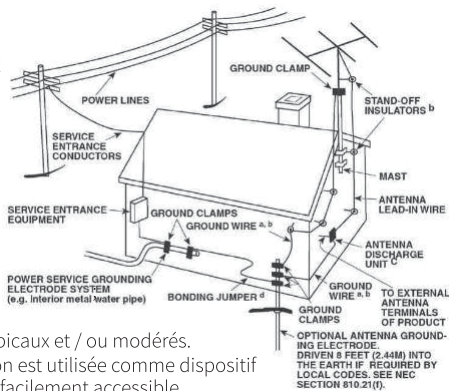 GROUND CLAMP
POWER LINES
STAND-OFF
INSULATORS b
SERVICE
ENTRANCE
CONDUCTORS
MAST
ANTENNA
LEAD-IN WIRE
SERVICE ENTRANCE
EQUIPMENT
GROUND CLAMPS
GROUND WIRE a, b
ANTENNA
DISCHARGE
UNIT C
POWER SERVICE GROUNDING
ELECTRODE SYSTEM
(e.g. interior metal water pipe)
BONDING JUMPER d
GROUND
WIRE a, b
TO EXTERNAL
ANTENNA
TERMINALS
OF PRODUCT
GROUND
CLAMPS
OPTIONAL ANTENNA GROUND-
ING ELECTRODE.
DRIVEN 8 FEET (2.44M) INTO
THE EARTH IF REQUIRED BY
LOCAL CODES. SEE NEC
SECTION 810.21(f).
picaux et / ou modérés.
on est utilisée comme dispositif
facilement accessible